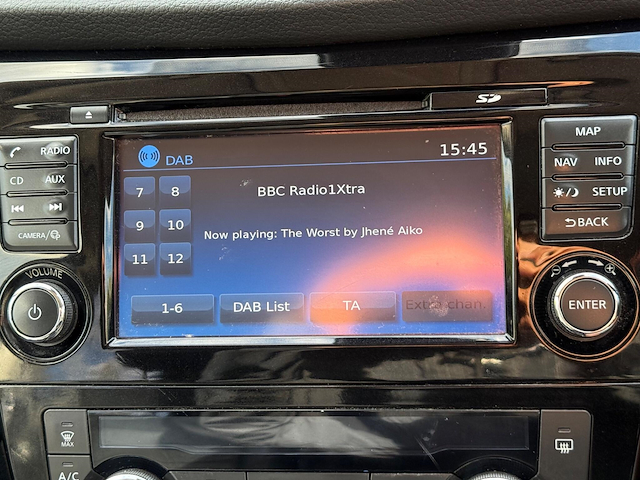 SD
RADIO
CD AUX
CAMERA/
VOLUME
DAB 15:45
7 8
9 10
11 12
BBC Radio1Xtra
Now playing: The Worst by Jhené Aiko
1-6 DAB List TA Extra chan.
MAP
NAV INFO
SETUP
BACK
ENTER
MAX
A/C